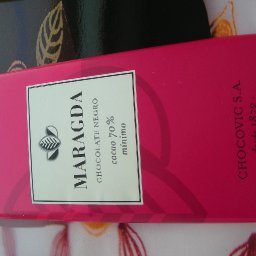 MARAGDA
CHOCOLATE NEGRO
cacao 70%
mínimo
CHOCOVIC S.A.